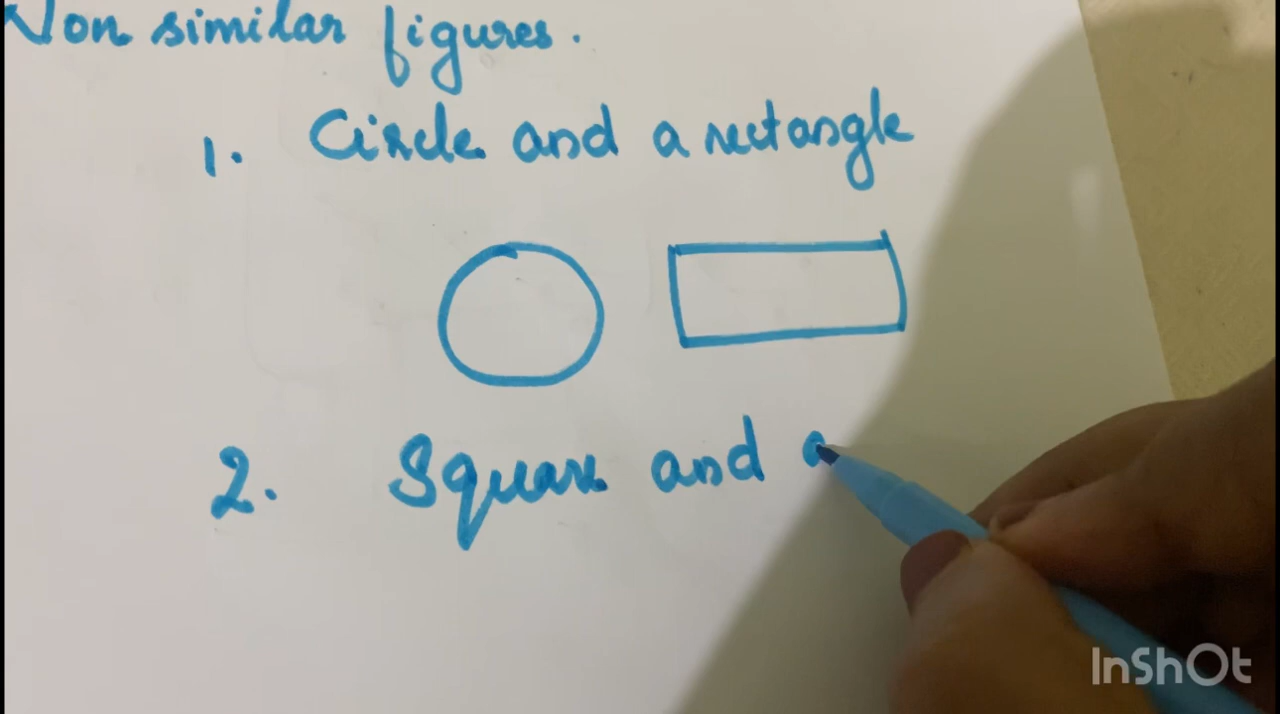 Non similar figures.
1. Circle and a rectangle
2. Square and a
InShOt